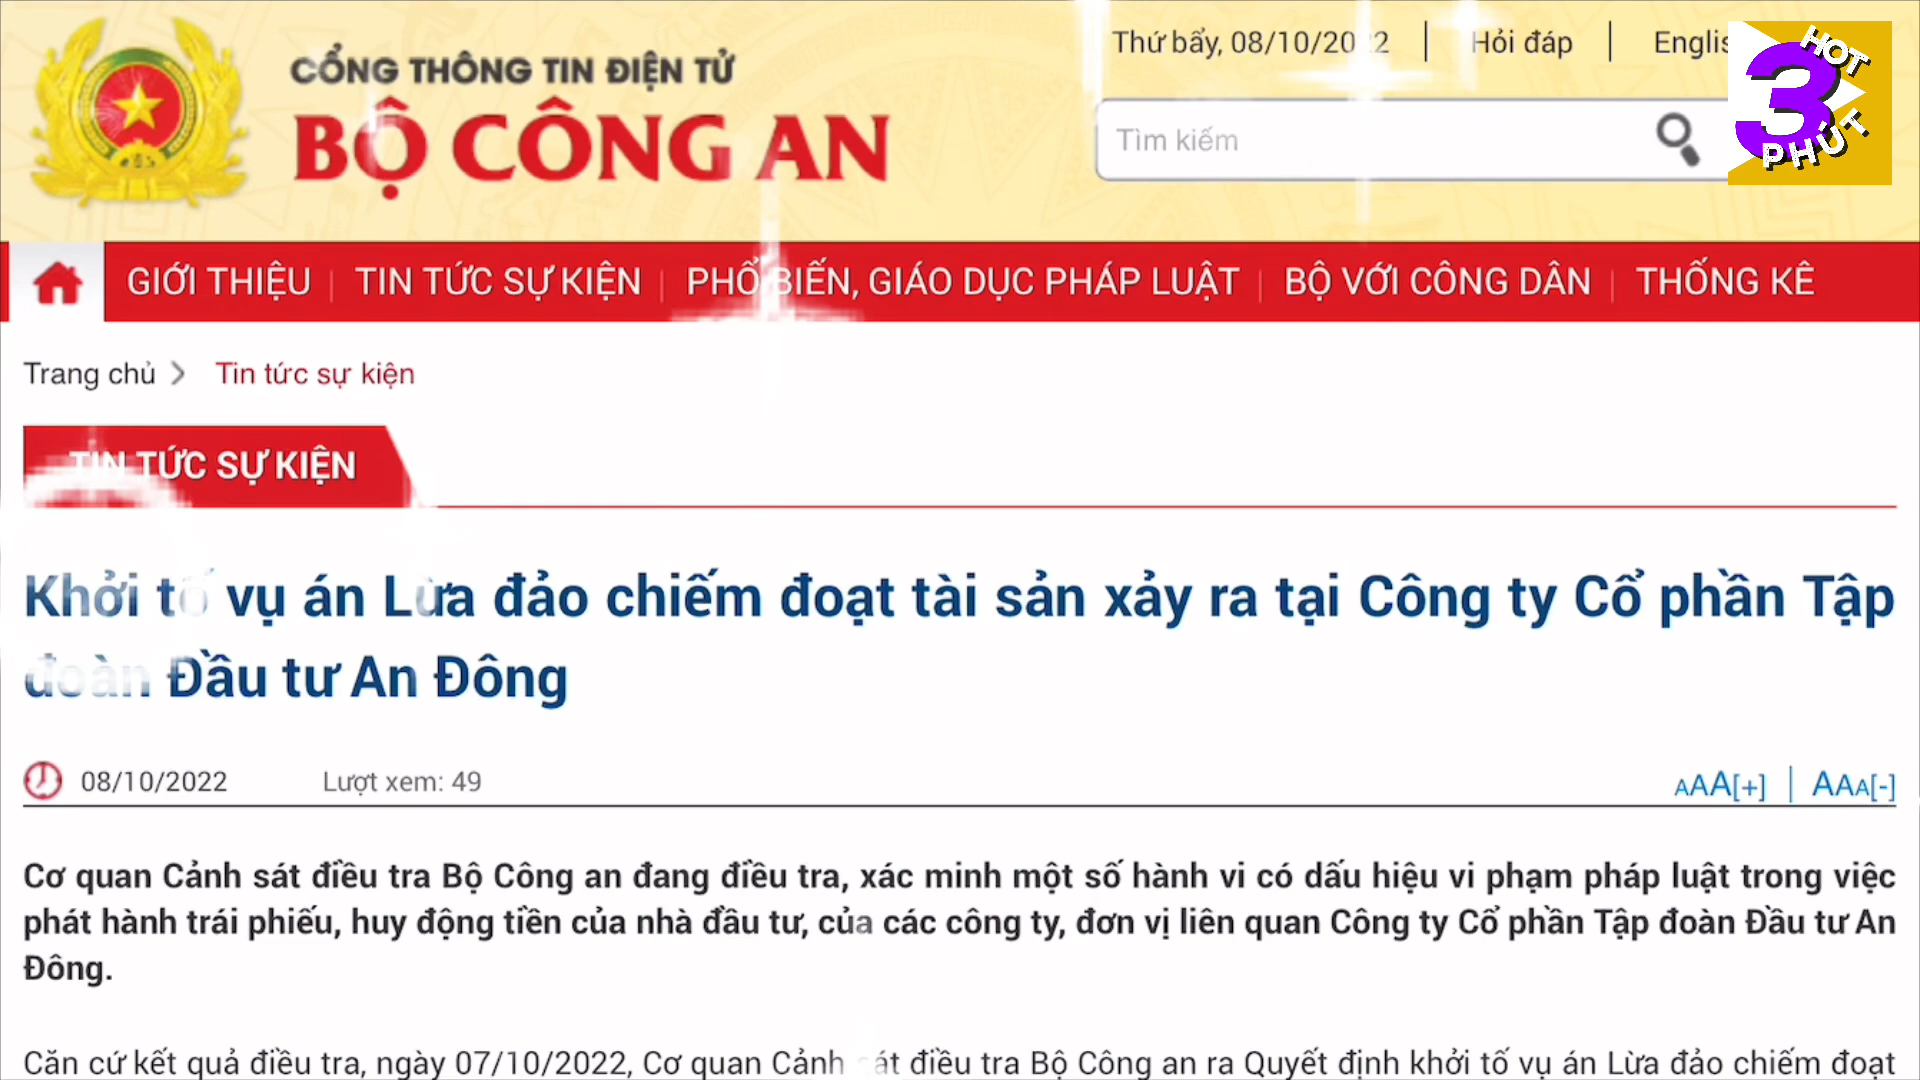 CỔNG THÔNG TIN ĐIỆN TỬ
BỘ CÔNG AN
Thứ bẩy, 08/10/2022 | Hỏi đáp |
Tìm kiếm
HOT
3
PHÚT
GIỚI THIỆU | TIN TỨC SỰ KIỆN | PHỔ BIẾN, GIÁO DỤC PHÁP LUẬT | BỘ VỚI CÔNG DÂN | THỐNG KÊ
Trang chủ > Tin tức sự kiện
TIN TỨC SỰ KIỆN
Khởi tố vụ án Lừa đảo chiếm đoạt tài sản xảy ra tại Công ty Cổ phần Tập
đoàn Đầu tư An Đông
08/10/2022 Lượt xem: 49 AAA[+] | AAA[-]
Cơ quan Cảnh sát điều tra Bộ Công an đang điều tra, xác minh một số hành vi có dấu hiệu vi phạm pháp luật trong việc
phát hành trái phiếu, huy động tiền của nhà đầu tư, của các công ty, đơn vị liên quan Công ty Cổ phần Tập đoàn Đầu tư An
Đông.
Căn cứ kết quả điều tra, ngày 07/10/2022, Cơ quan Cảnh sát điều tra Bộ Công an ra Quyết định khởi tố vụ án Lừa đảo chiếm đoạt